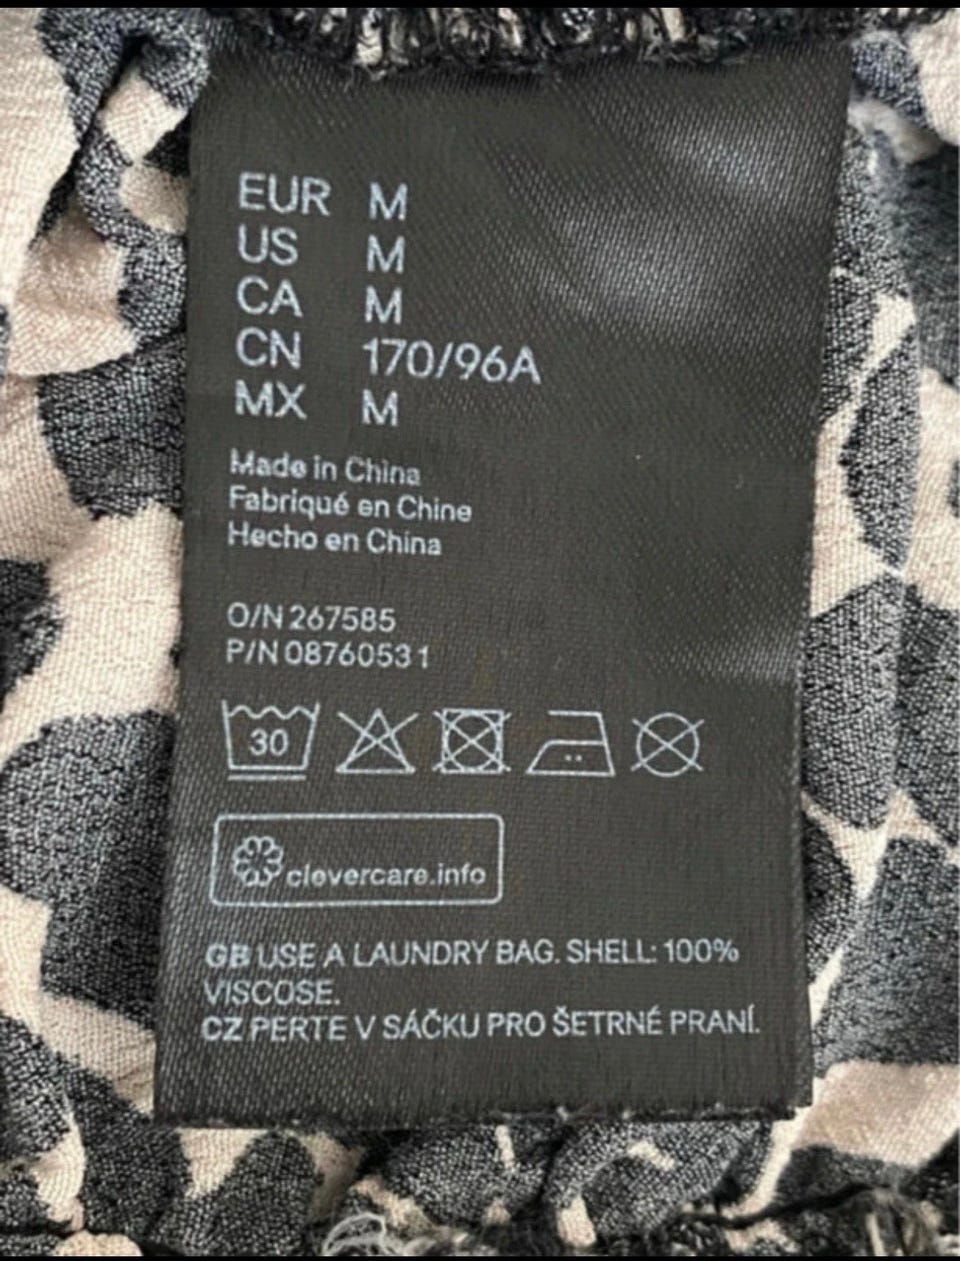 EUR M
US M
CA M
CN 170/96A
MX M
Made in China
Fabriqué en Chine
Hecho en China
O/N 267585
P/N 08760531
30
clevercare.info
GB USE A LAUNDRY BAG. SHELL: 100%
VISCOSE.
CZ PERTE V SÁČKU PRO ŠETRNÉ PRANÍ.